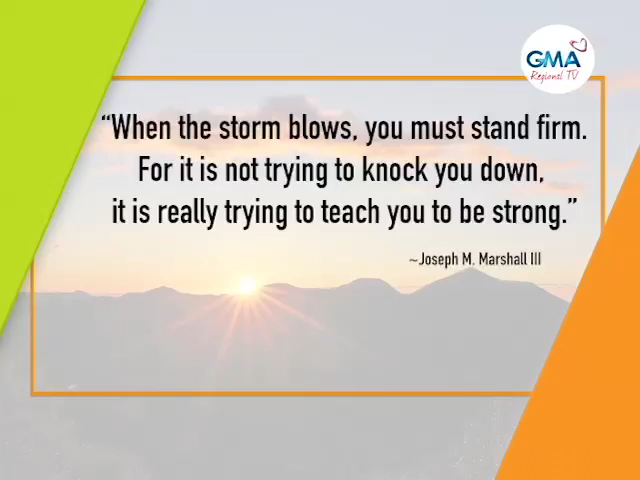 GMA
Regional TV
“When the storm blows, you must stand firm.
For it is not trying to knock you down,
it is really trying to teach you to be strong.”
~Joseph M. Marshall III